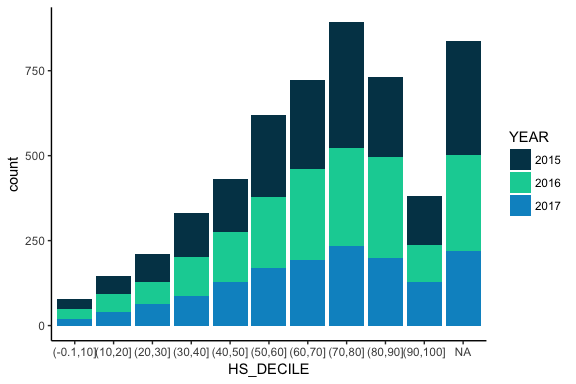 750
500
250
0
count
(-0.1,10] (10,20] (20,30] (30,40] (40,50] (50,60] (60,70] (70,80] (80,90] (90,100] NA
HS_DECILE
YEAR
2015
2016
2017